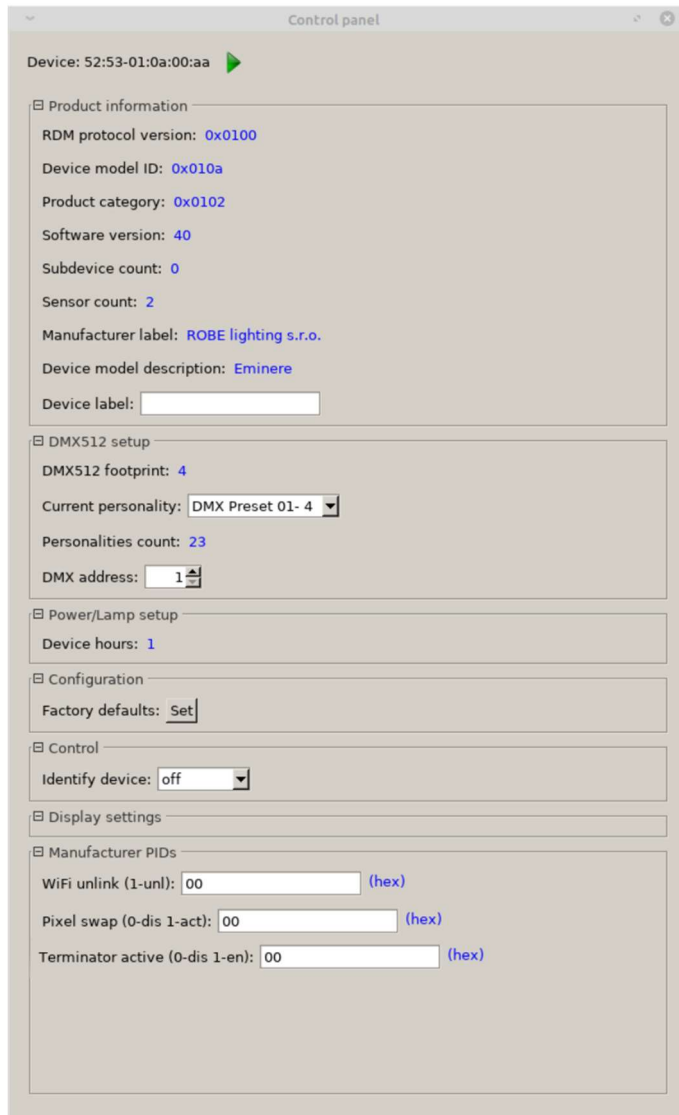 Control panel
Device: 52:53-01:0a:00:aa
Product information
RDM protocol version: 0x0100
Device model ID: 0x010a
Product category: 0x0102
Software version: 40
Subdevice count: 0
Sensor count: 2
Manufacturer label: ROBE lighting s.r.o.
Device model description: Eminere
Device label:
DMX512 setup
DMX512 footprint: 4
Current personality: DMX Preset 01- 4
Personalities count: 23
DMX address: 1
Power/Lamp setup
Device hours: 1
Configuration
Factory defaults: Set
Control
Identify device: off
Display settings
Manufacturer PIDs
WiFi unlink (1-unl): 00 (hex)
Pixel swap (0-dis 1-act): 00 (hex)
Terminator active (0-dis 1-en): 00 (hex)